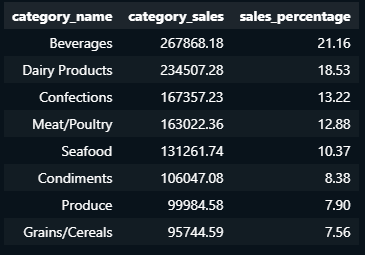 category_name category_sales sales_percentage
Beverages 267868.18 21.16
Dairy Products 234507.28 18.53
Confections 167357.23 13.22
Meat/Poultry 163022.36 12.88
Seafood 131261.74 10.37
Condiments 106047.08 8.38
Produce 99984.58 7.90
Grains/Cereals 95744.59 7.56